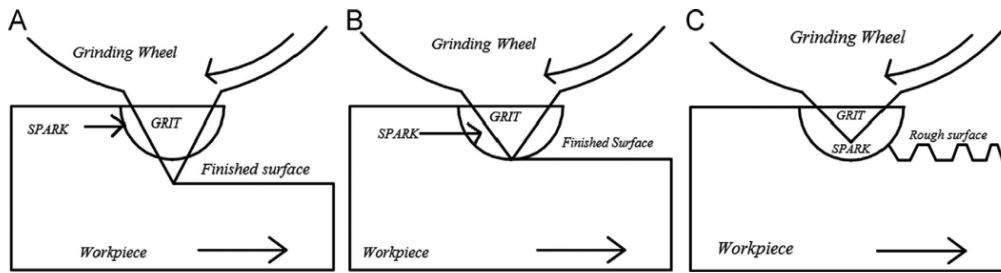 A
Grinding Wheel
GRIT
SPARK
Finished surface
Workpiece
B
Grinding Wheel
GRIT
SPARK
Finished Surface
Workpiece
C
Grinding Wheel
GRIT
SPARK
Rough surface
Workpiece